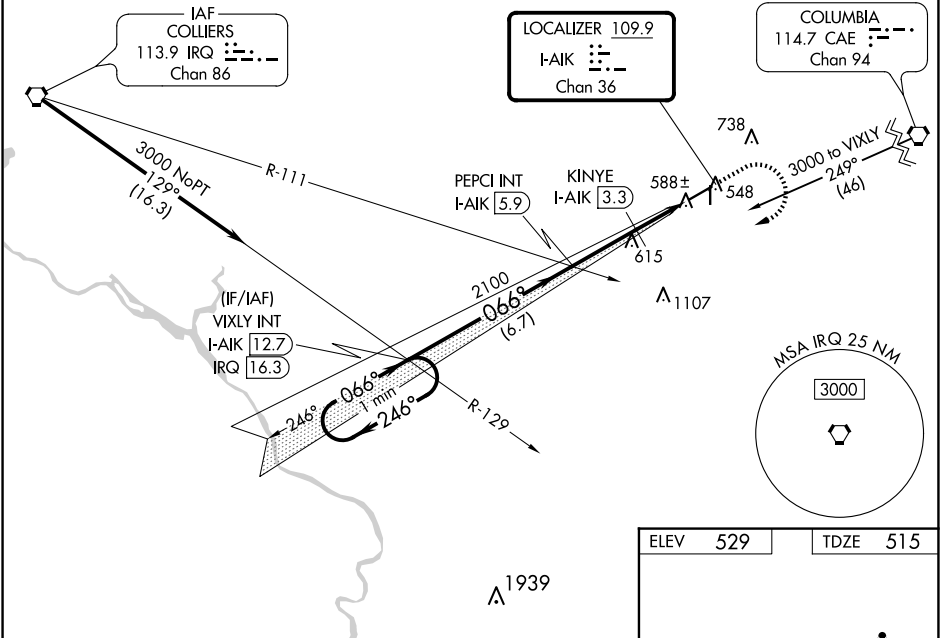 IAF
COLLIERS
113.9 IRQ
Chan 86
LOCALIZER 109.9
I-AIK
Chan 36
COLUMBIA
114.7 CAE
Chan 94
738
3000 to VIXLY
249°
(46)
3000 NoPT
129°
(16.3)
R-111
PEPCI INT
I-AIK 5.9
KINYE
I-AIK 3.3
588±
548
615
1107
2100
066°
(6.7)
(IF/IAF)
VIXLY INT
I-AIK 12.7
IRQ 16.3
246°
066°
1 min
246°
R-129
MSA IRQ 25 NM
3000
1939
ELEV 529
TDZE 515